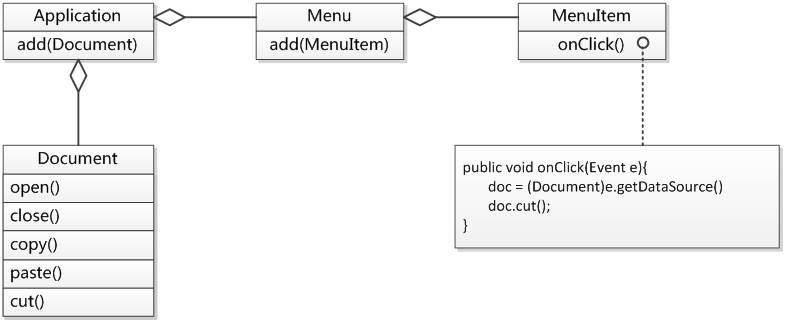 Application
add(Document)
Menu
add(MenuItem)
MenuItem
onClick()
Document
open()
close()
copy()
paste()
cut()
public void onClick(Event e){
doc = (Document)e.getDataSource()
doc.cut();
}